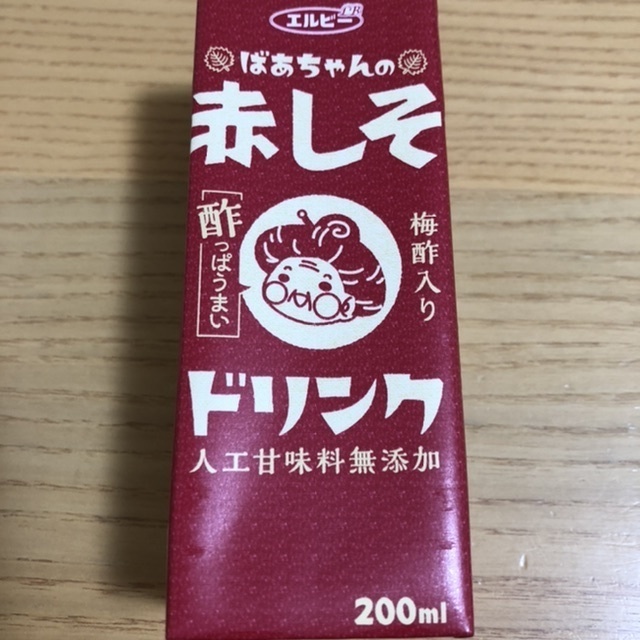 エルビー
ばあちゃんの
赤しそ
酢っぱうまい
梅酢入り
ドリンク
人工甘味料無添加
200ml